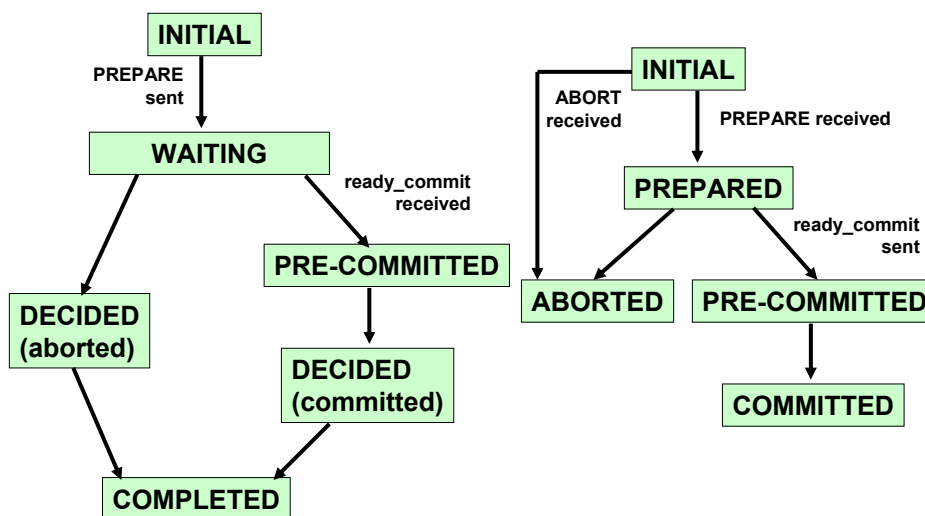 INITIAL
PREPARE
sent
WAITING
ready_commit
received
PRE-COMMITTED
DECIDED
(aborted)
DECIDED
(committed)
COMPLETED
INITIAL
ABORT
received
PREPARE received
PREPARED
ready_commit
sent
ABORTED
PRE-COMMITTED
COMMITTED